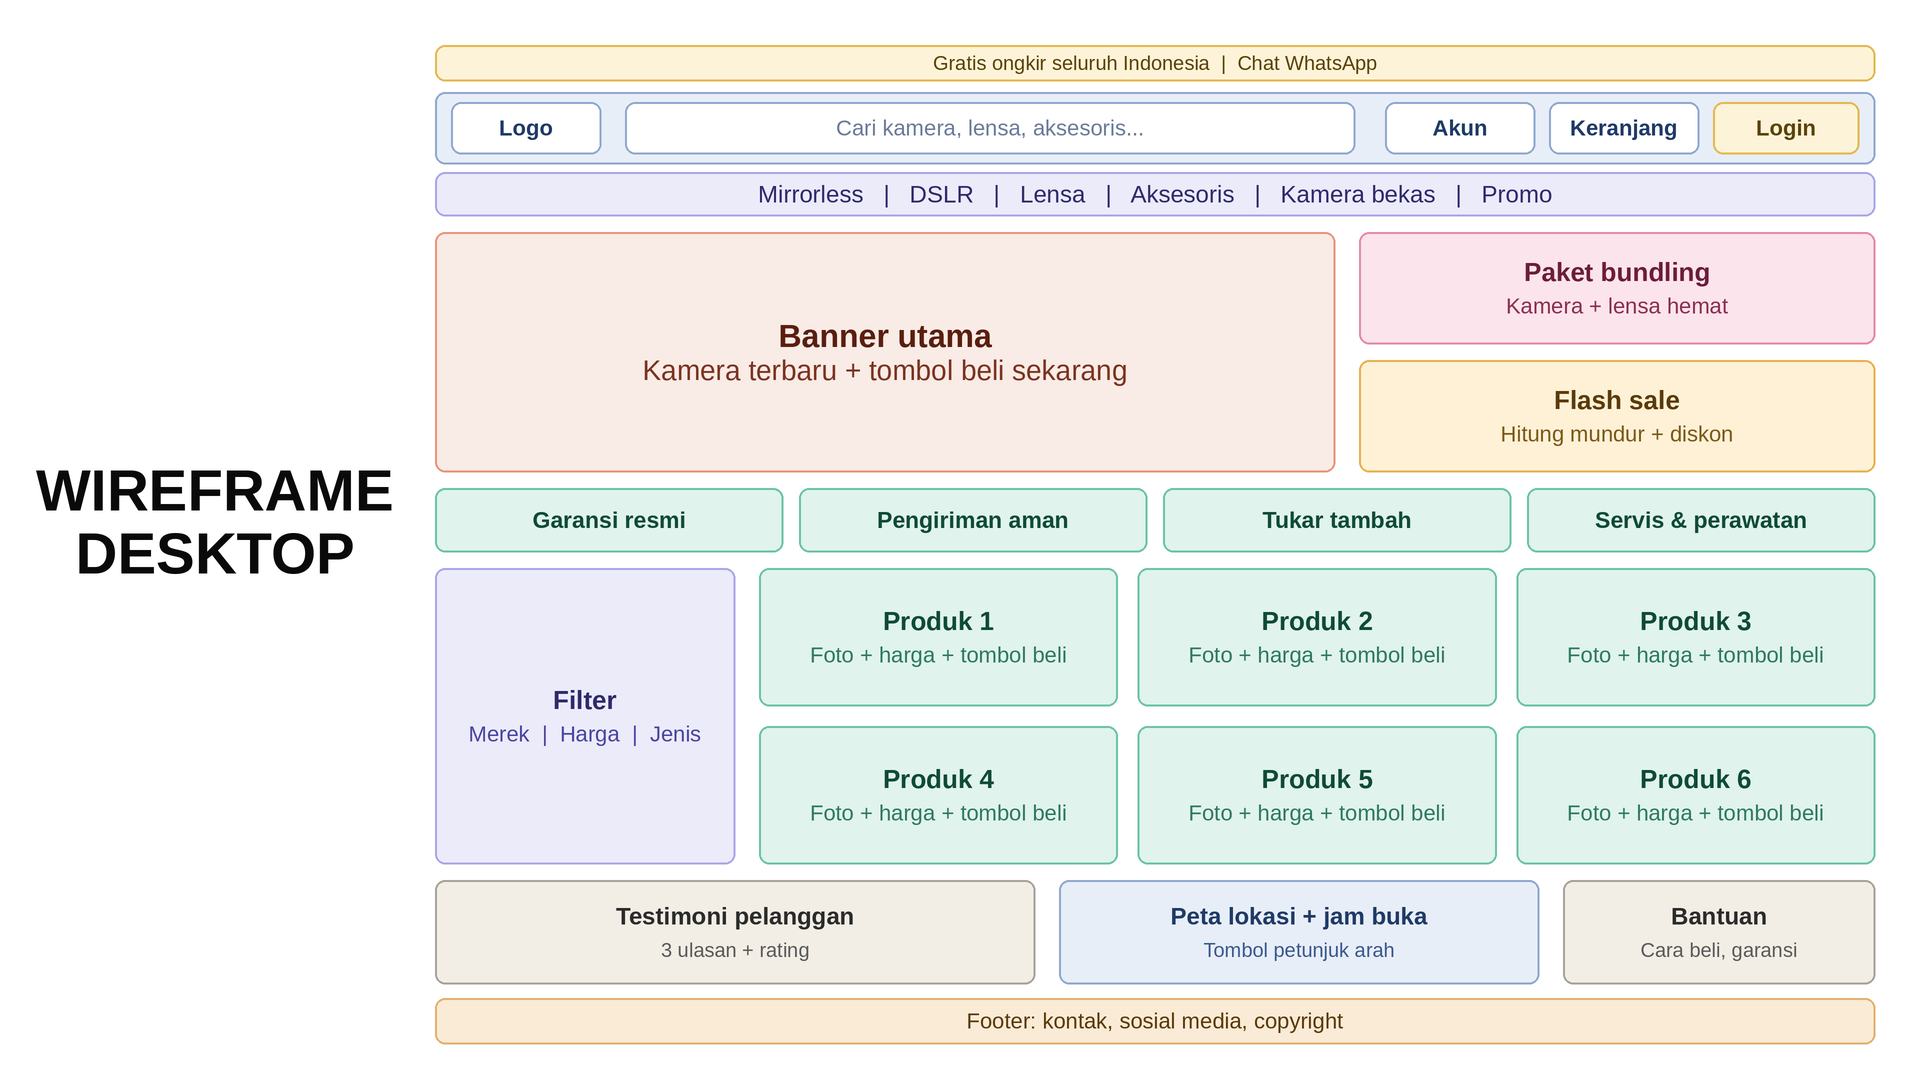 WIREFRAME
DESKTOP
Gratis ongkir seluruh Indonesia | Chat WhatsApp
Logo
Cari kamera, lensa, aksesoris...
Akun
Keranjang
Login
Mirrorless | DSLR | Lensa | Aksesoris | Kamera bekas | Promo
Banner utama
Kamera terbaru + tombol beli sekarang
Paket bundling
Kamera + lensa hemat
Flash sale
Hitung mundur + diskon
Garansi resmi
Pengiriman aman
Tukar tambah
Servis & perawatan
Filter
Merek | Harga | Jenis
Produk 1
Foto + harga + tombol beli
Produk 2
Foto + harga + tombol beli
Produk 3
Foto + harga + tombol beli
Produk 4
Foto + harga + tombol beli
Produk 5
Foto + harga + tombol beli
Produk 6
Foto + harga + tombol beli
Testimoni pelanggan
3 ulasan + rating
Peta lokasi + jam buka
Tombol petunjuk arah
Bantuan
Cara beli, garansi
Footer: kontak, sosial media, copyright